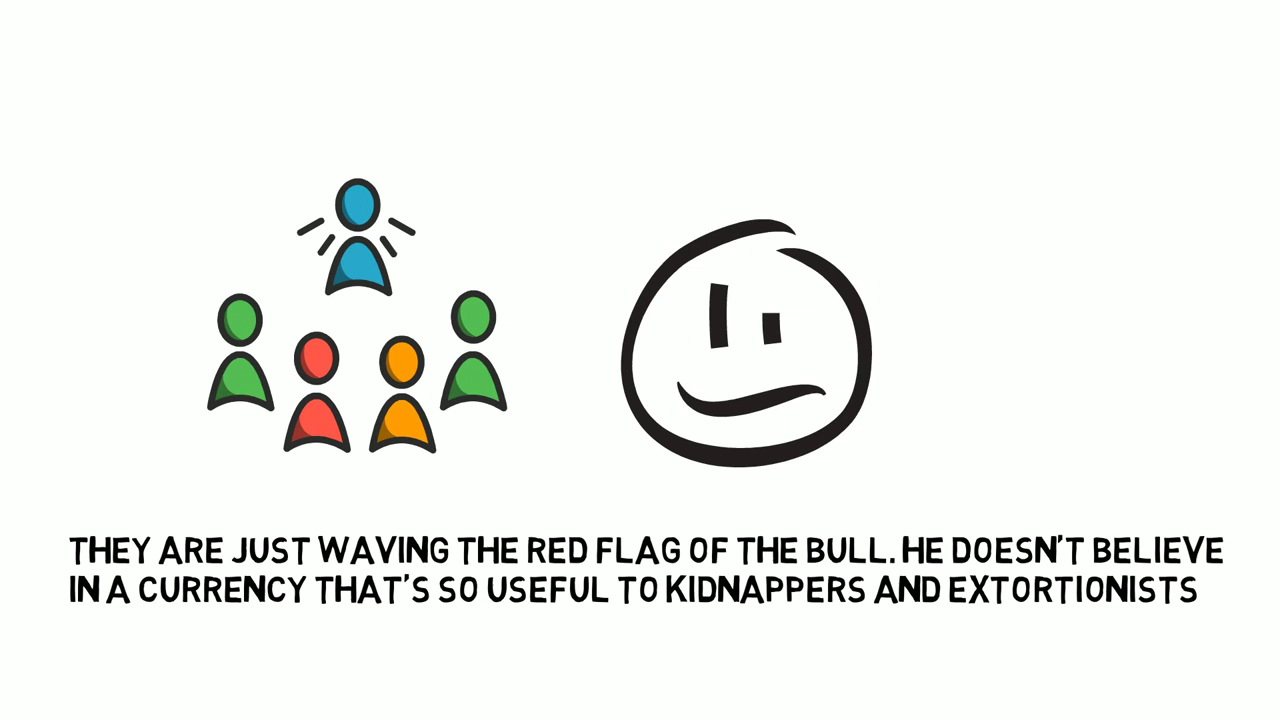 THEY ARE JUST WAVING THE RED FLAG OF THE BULL. HE DOESN'T BELIEVE
IN A CURRENCY THAT'S SO USEFUL TO KIDNAPPERS AND EXTORTIONISTS